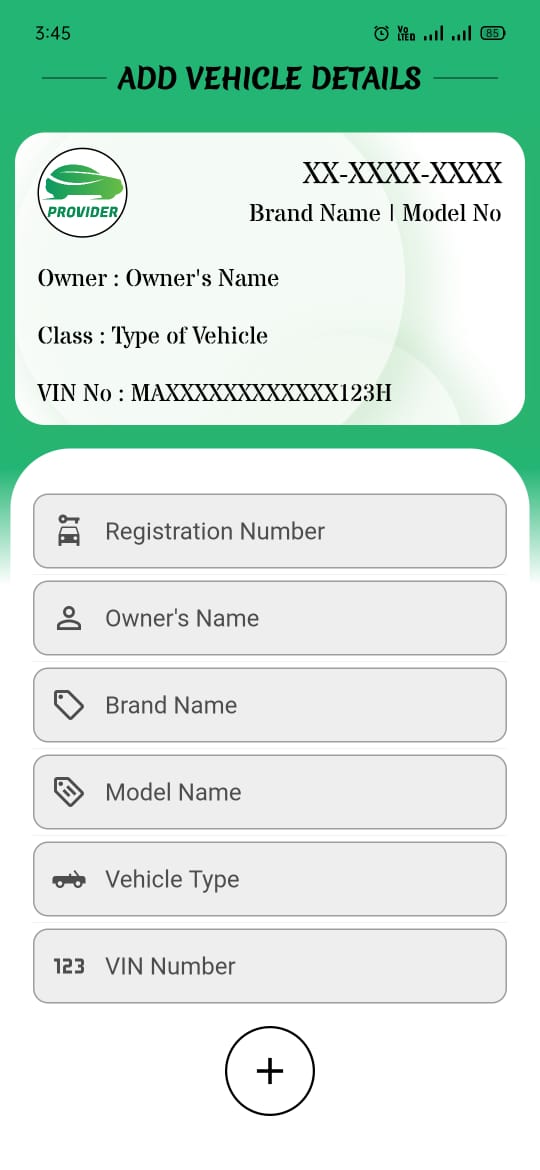 3:45
Vo LTED 85
ADD VEHICLE DETAILS
XX-XXXX-XXXX
PROVIDER
Brand Name | Model No
Owner : Owner's Name
Class : Type of Vehicle
VIN No : MAXXXXXXXXXXXX123H
Registration Number
Owner's Name
Brand Name
Model Name
Vehicle Type
123 VIN Number
+